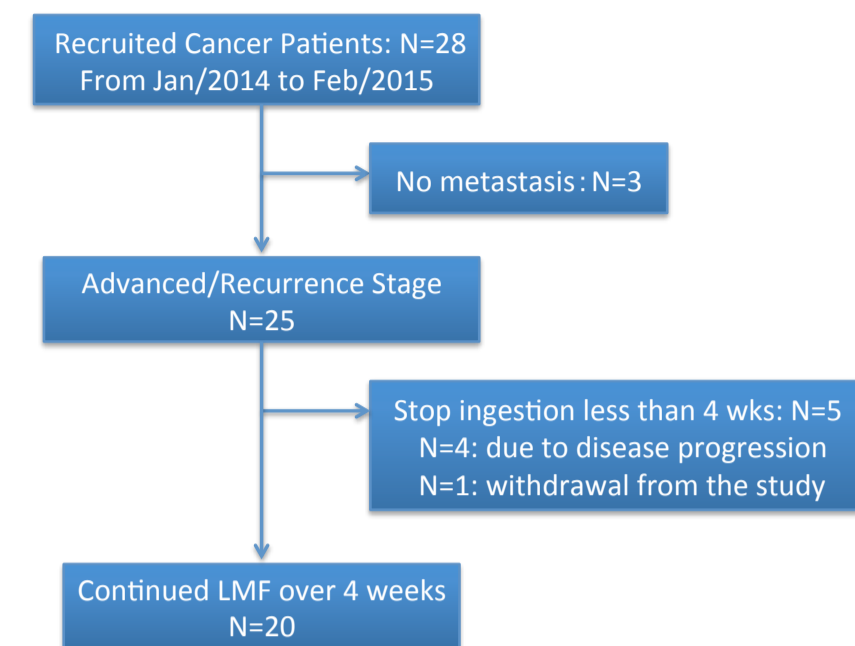 Recruited Cancer Patients: N=28
From Jan/2014 to Feb/2015
No metastasis: N=3
Advanced/Recurrence Stage
N=25
Stop ingestion less than 4 wks: N=5
N=4: due to disease progression
N=1: withdrawal from the study
Continued LMF over 4 weeks
N=20